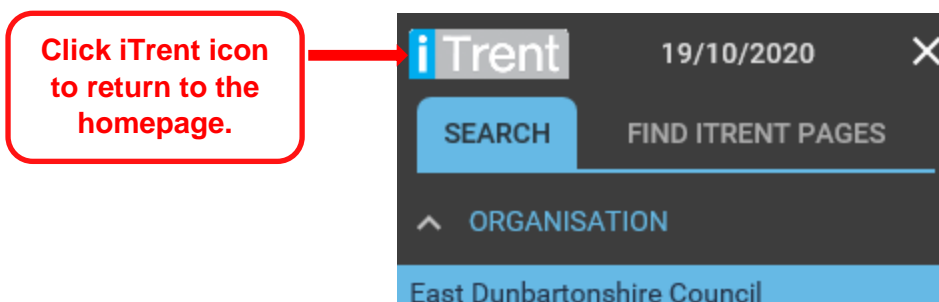 Click iTrent icon
to return to the
homepage.
iTrent 19/10/2020
SEARCH FIND ITRENT PAGES
ORGANISATION
East Dunbartonshire Council